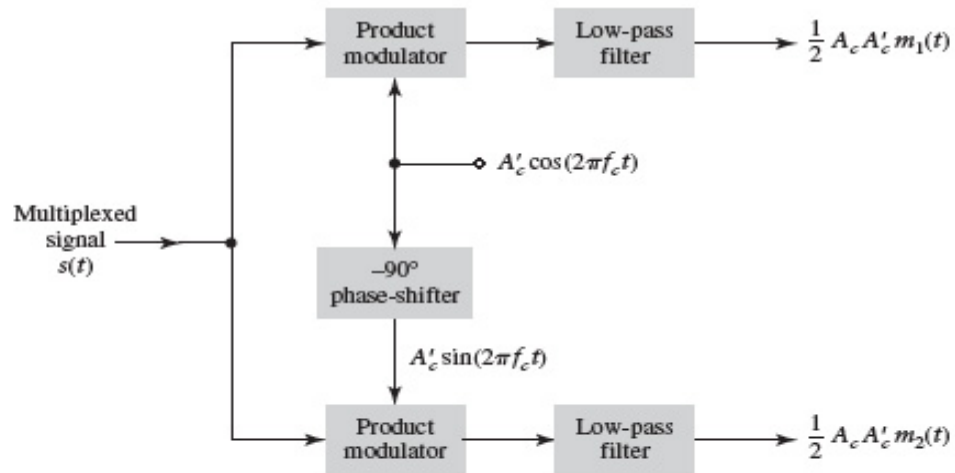 Product
modulator
Low-pass
filter
1/2 A_c A′_c m_1(t)
A′_c cos(2πf_c t)
Multiplexed
signal
s(t)
–90°
phase-shifter
A′_c sin(2πf_c t)
Product
modulator
Low-pass
filter
1/2 A_c A′_c m_2(t)